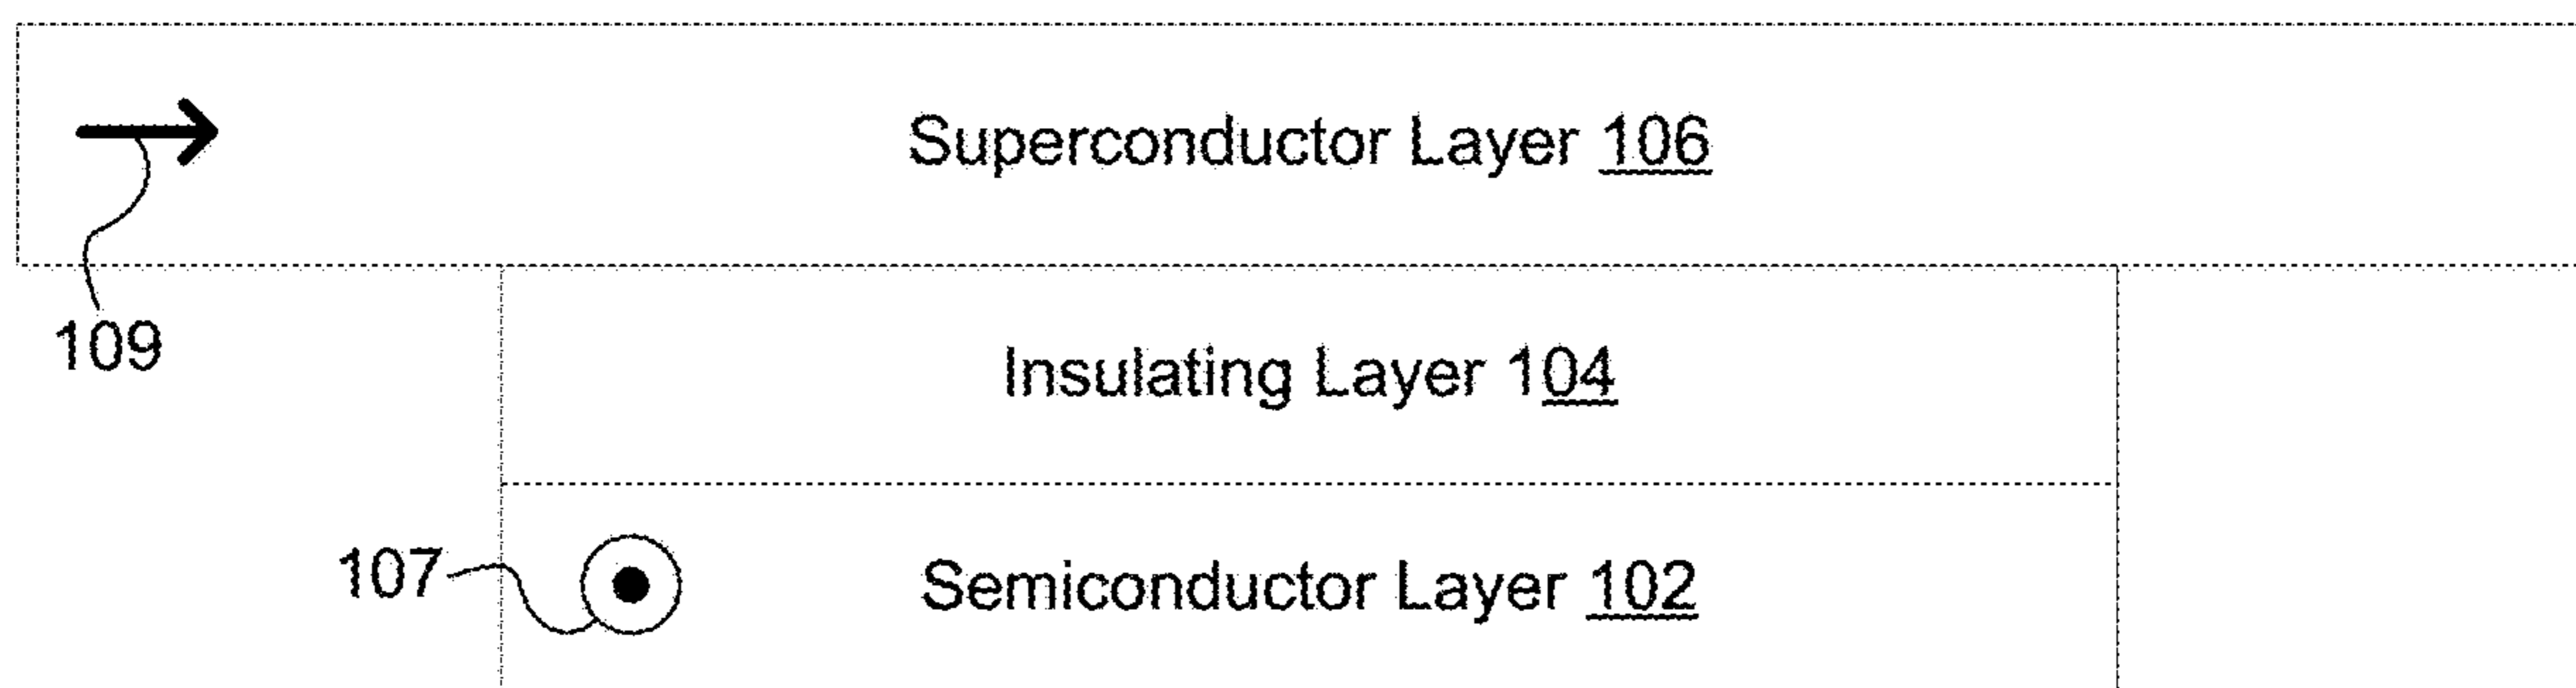 Superconductor Layer 106
109
Insulating Layer 104
107
Semiconductor Layer 102